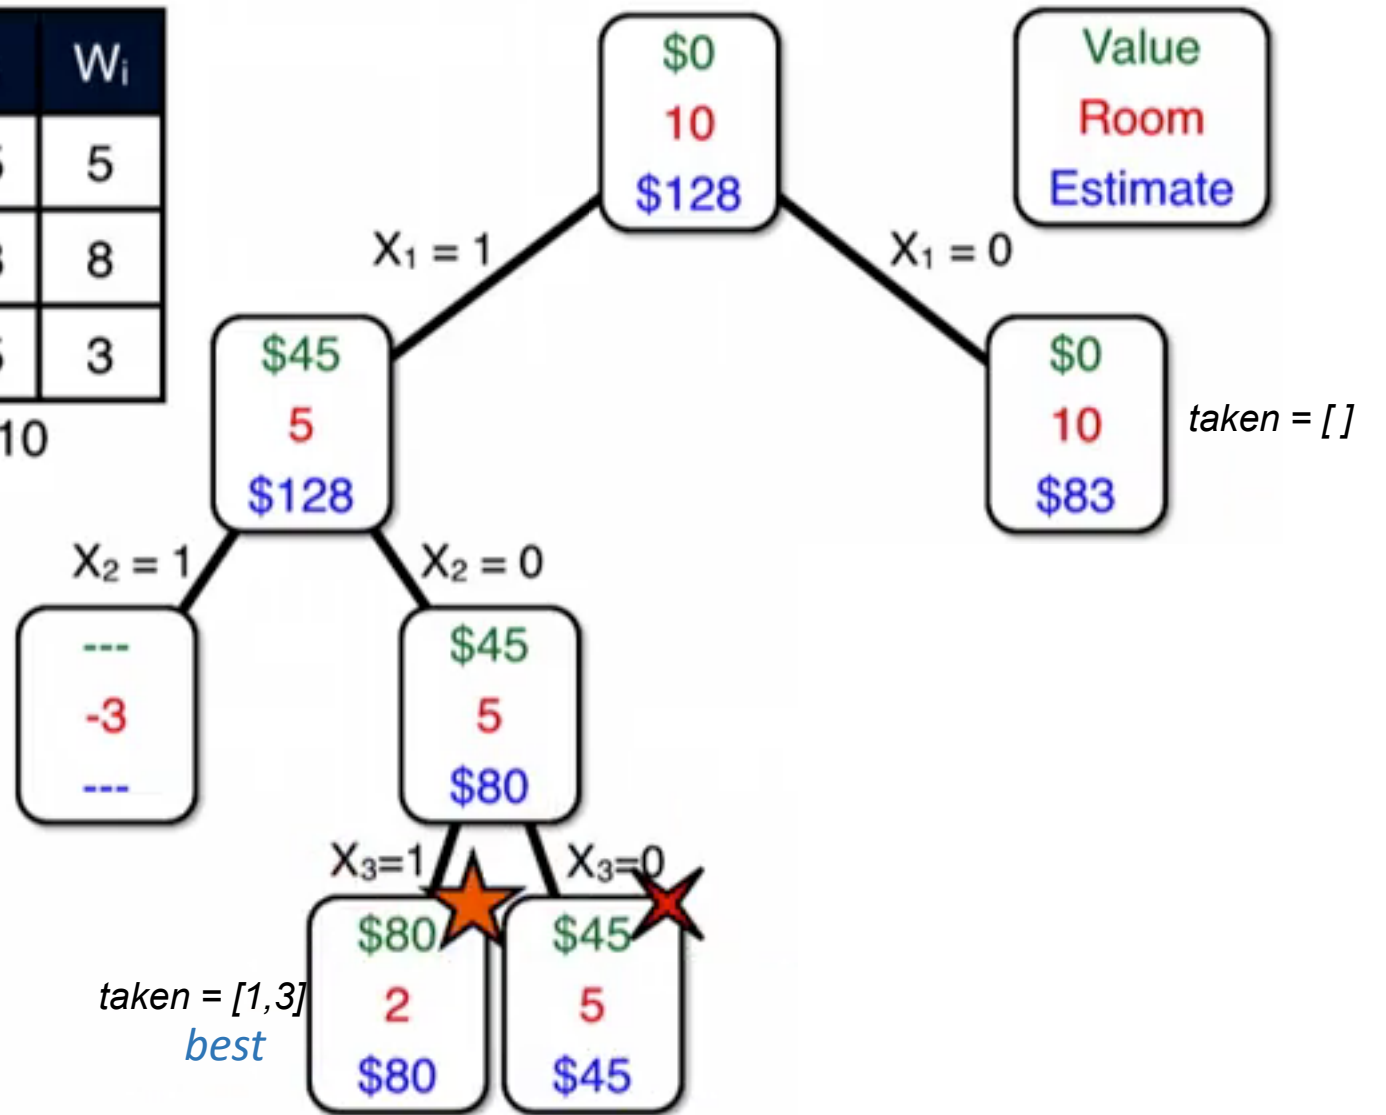 Wᵢ
5
8
3
10
$0
10
$128
Value
Room
Estimate
X₁ = 1
X₁ = 0
$45
5
$128
$0
10
$83
taken = [ ]
X₂ = 1
X₂ = 0
---
-3
---
$45
5
$80
X₃=1
X₃=0
$80
2
$80
$45
5
$45
taken = [1,3]
best